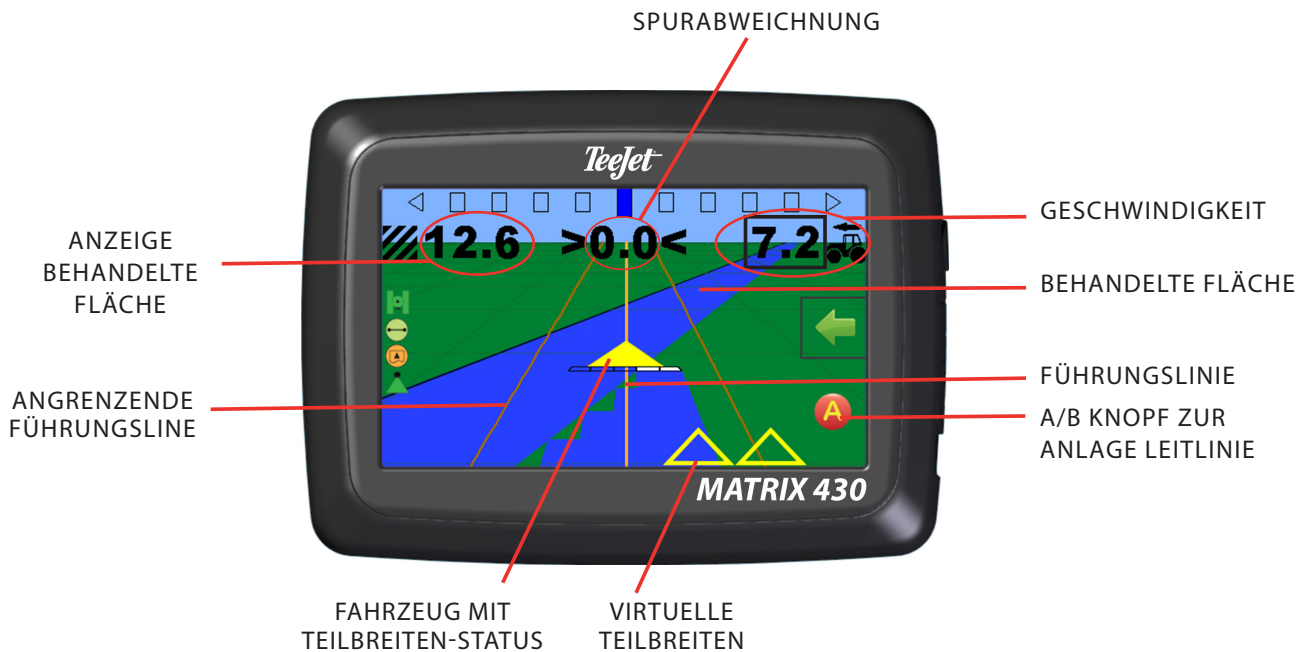 SPURABWEICHNUNG
TeeJet
12.6 >0.0< 7.2
ANZEIGE
BEHANDELTE
FLÄCHE
GESCHWINDIGKEIT
BEHANDELTE FLÄCHE
ANGRENZENDE
FÜHRUNGSLINE
FÜHRUNGSLINIE
A
A/B KNOPF ZUR
ANLAGE LEITLINIE
MATRIX 430
FAHRZEUG MIT
TEILBREITEN-STATUS
VIRTUELLE
TEILBREITEN